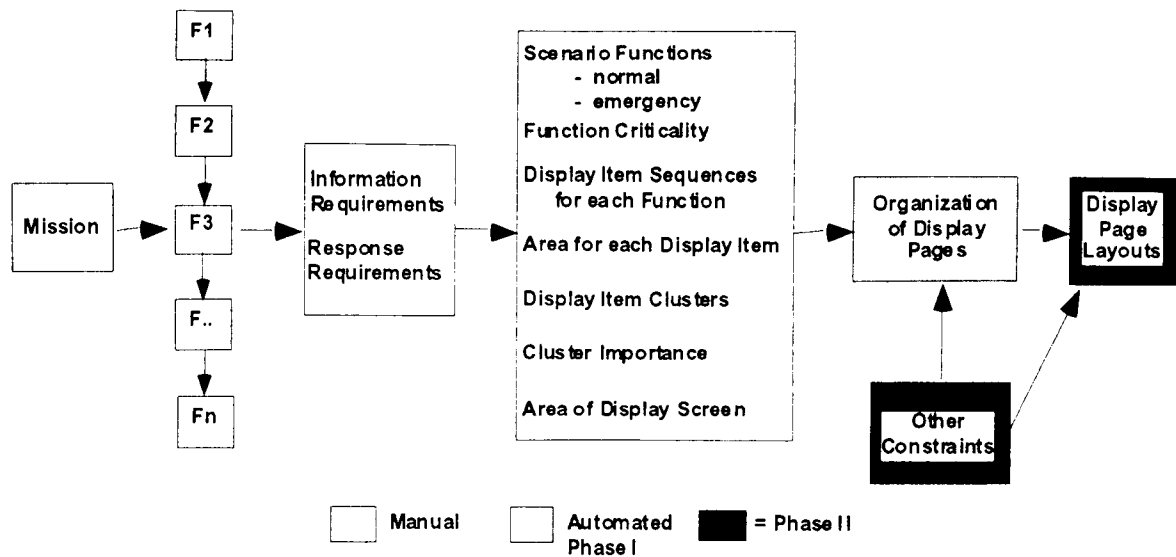 Mission
F1
F2
F3
F..
Fn
Information
Requirements
Response
Requirements
Scenario Functions
- normal
- emergency
Function Criticality
Display Item Sequences
for each Function
Area for each Display Item
Display Item Clusters
Cluster Importance
Area of Display Screen
Organization
of Display
Pages
Display
Page
Layouts
Other
Constraints
Manual
Automated
Phase I
= Phase II